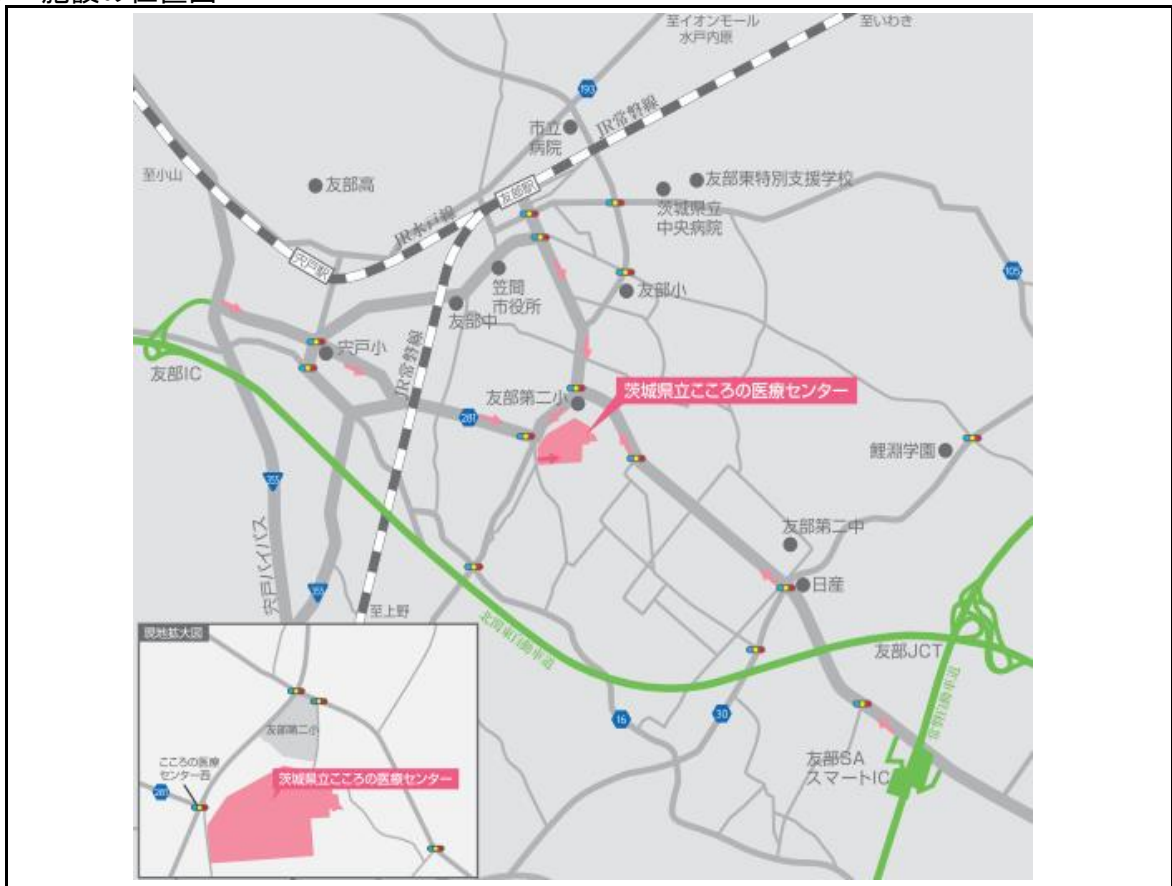 施設の位置図
至イオンモール
水戸内原
至いわき
193
市立
病院
JR常磐線
至小山
友部高
友部駅
友部東特別支援学校
茨城県立
中央病院
JR水戸線
宍戸駅
105
笠間
市役所
友部小
友部中
宍戸小
友部IC
JR常磐線
友部第二小
茨城県立こころの医療センター
281
鯉淵学園
355
宍戸バイパス
友部第二中
日産
355
至上野
北関東自動車道
友部JCT
常磐自動車道
16
30
友部SA
スマートIC
現地拡大図
友部第二小
こころの医療
センター西
茨城県立こころの医療センター
281